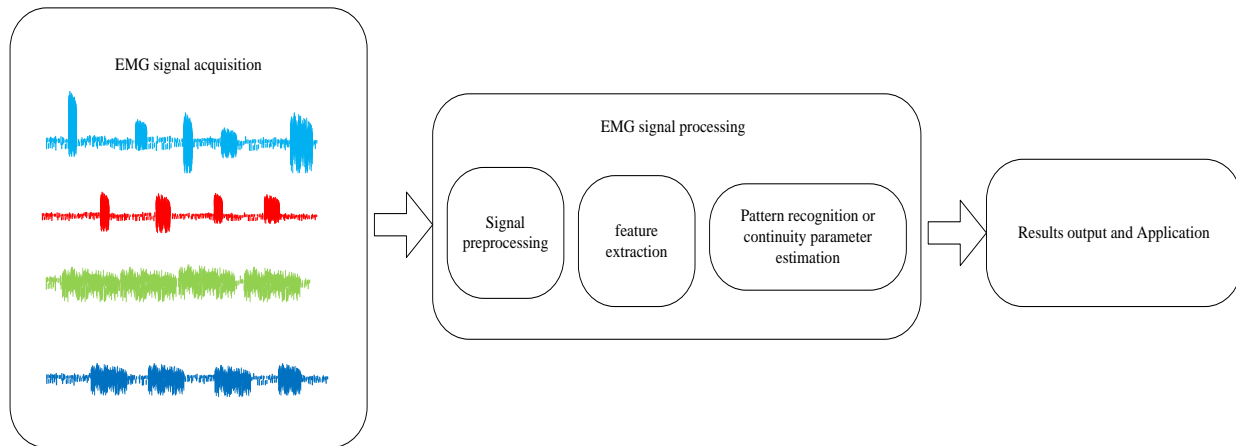 EMG signal acquisition
EMG signal processing
Signal
preprocessing
feature
extraction
Pattern recognition or
continuity parameter
estimation
Results output and Application